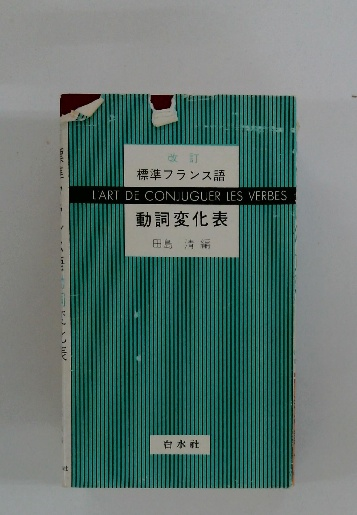 改訂
標準フランス語
L'ART DE CONJUGUER LES VERBES
動詞変化表
田島 清 編
白水社